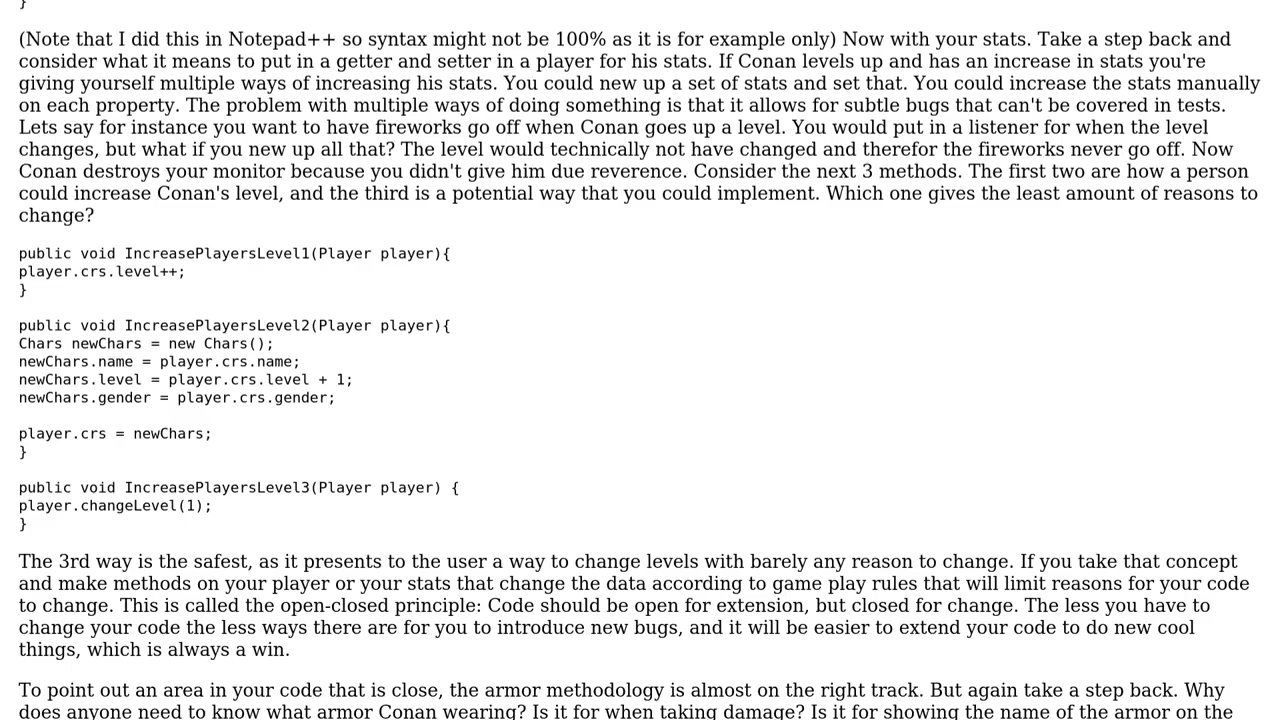 }
(Note that I did this in Notepad++ so syntax might not be 100% as it is for example only) Now with your stats. Take a step back and
consider what it means to put in a getter and setter in a player for his stats. If Conan levels up and has an increase in stats you're
giving yourself multiple ways of increasing his stats. You could new up a set of stats and set that. You could increase the stats manually
on each property. The problem with multiple ways of doing something is that it allows for subtle bugs that can't be covered in tests.
Lets say for instance you want to have fireworks go off when Conan goes up a level. You would put in a listener for when the level
changes, but what if you new up all that? The level would technically not have changed and therefor the fireworks never go off. Now
Conan destroys your monitor because you didn't give him due reverence. Consider the next 3 methods. The first two are how a person
could increase Conan's level, and the third is a potential way that you could implement. Which one gives the least amount of reasons to
change?
public void IncreasePlayersLevel1(Player player){
player.crs.level++;
}
public void IncreasePlayersLevel2(Player player){
Chars newChars = new Chars();
newChars.name = player.crs.name;
newChars.level = player.crs.level + 1;
newChars.gender = player.crs.gender;
player.crs = newChars;
}
public void IncreasePlayersLevel3(Player player) {
player.changeLevel(1);
}
The 3rd way is the safest, as it presents to the user a way to change levels with barely any reason to change. If you take that concept
and make methods on your player or your stats that change the data according to game play rules that will limit reasons for your code
to change. This is called the open-closed principle: Code should be open for extension, but closed for change. The less you have to
change your code the less ways there are for you to introduce new bugs, and it will be easier to extend your code to do new cool
things, which is always a win.
To point out an area in your code that is close, the armor methodology is almost on the right track. But again take a step back. Why
does anyone need to know what armor Conan wearing? Is it for when taking damage? Is it for showing the name of the armor on the